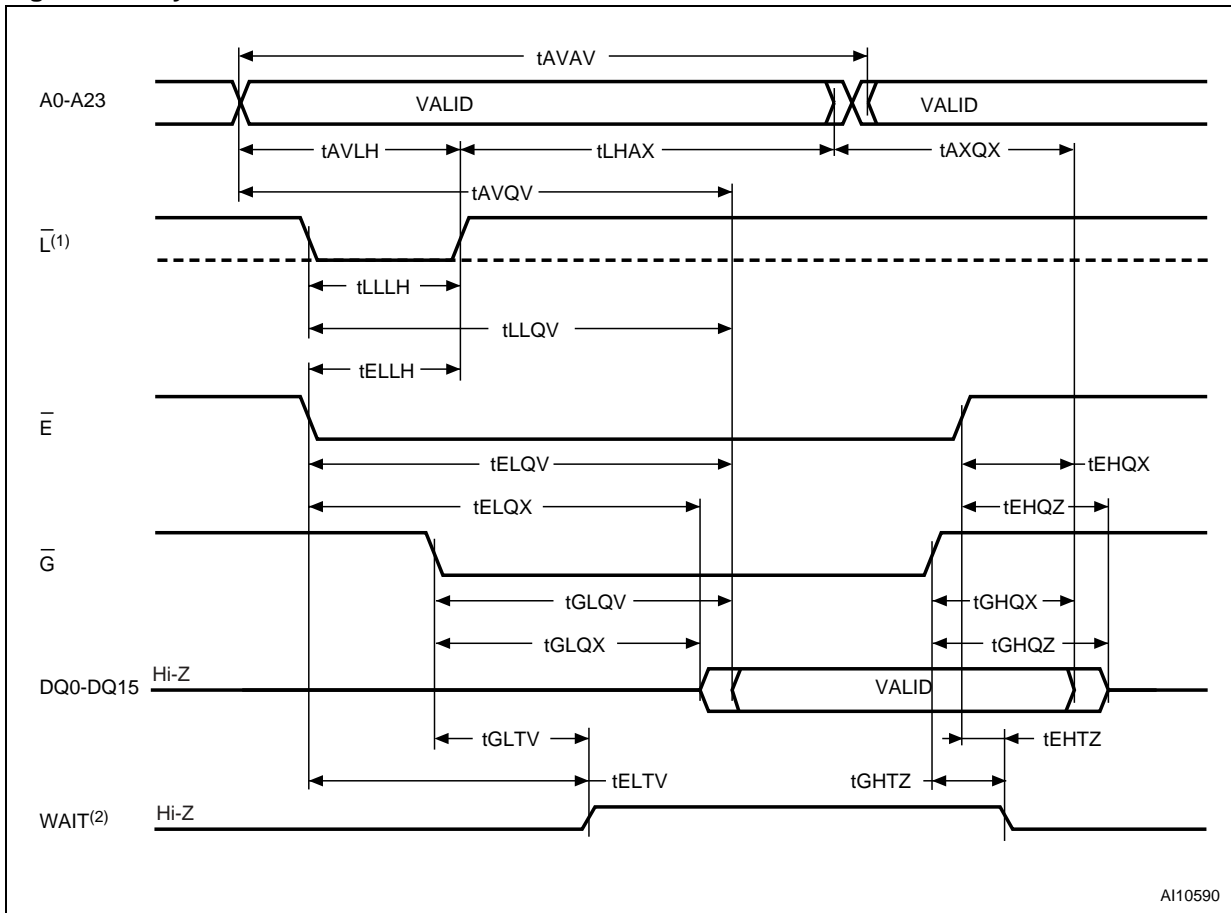 tAVAV
A0-A23 VALID VALID
tAVLH tLHAX tAXQX
tAVQV
L̅(1)
tLLLH
tLLQV
tELLH
E̅
tELQV tEHQX
tELQX tEHQZ
G̅
tGLQV tGHQX
tGLQX tGHQZ
DQ0-DQ15 Hi-Z VALID
tGLTV tEHTZ
tELTV tGHTZ
WAIT(2) Hi-Z
AI10590